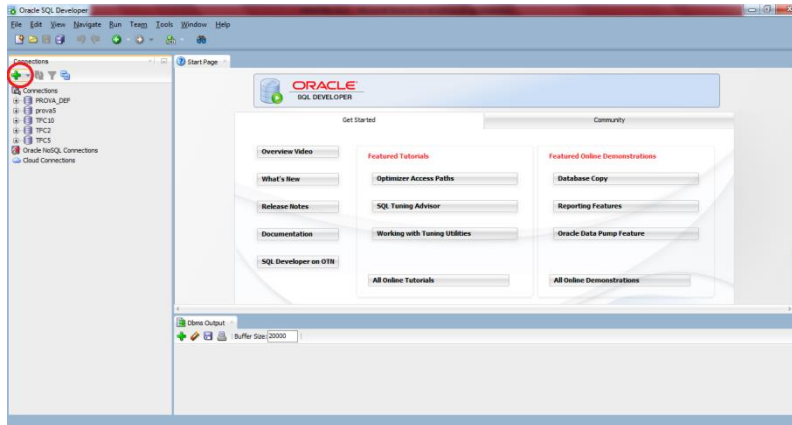 Oracle SQL Developer
File Edit View Navigate Run Team Tools Window Help
Connections
Start Page
Connections
PROVA_DEF
prova5
TFC10
TFC2
TFC5
Oracle NoSQL Connections
Cloud Connections
ORACLE
SQL DEVELOPER
Get Started
Community
Overview Video
What's New
Release Notes
Documentation
SQL Developer on OTN
Featured Tutorials
Optimizer Access Paths
SQL Tuning Advisor
Working with Tuning Utilities
All Online Tutorials
Featured Online Demonstrations
Database Copy
Reporting Features
Oracle Data Pump Feature
All Online Demonstrations
Dbms Output
Buffer Size: 20000